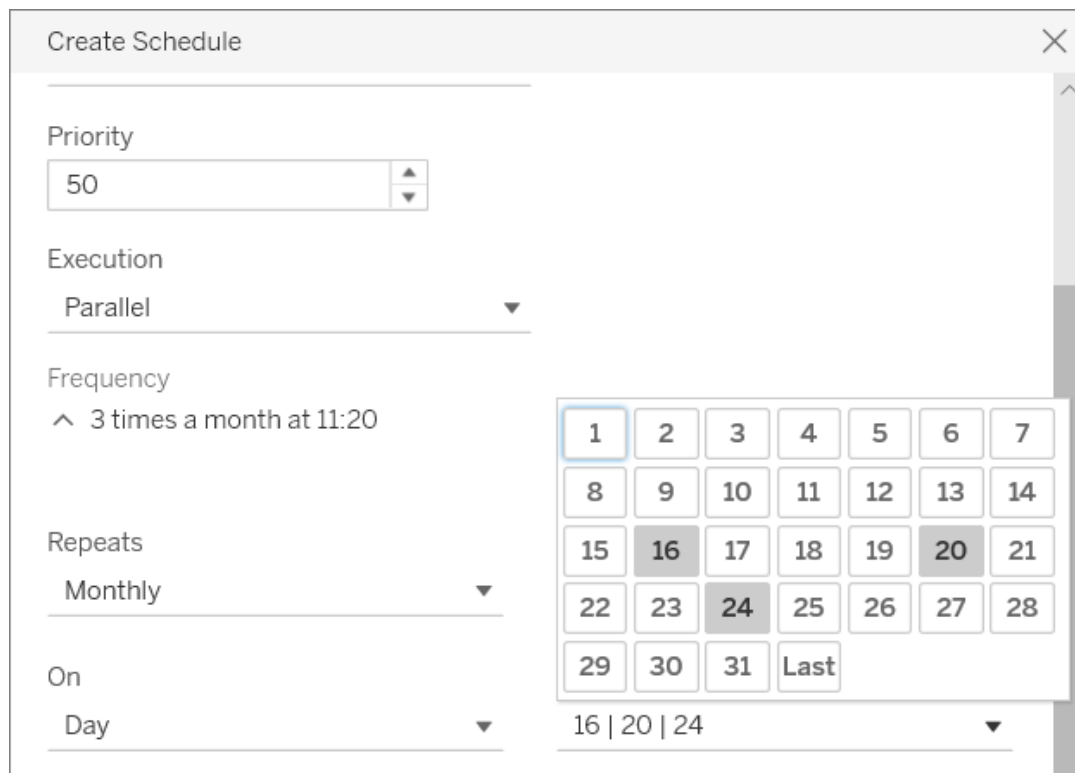 Create Schedule
Priority
50
Execution
Parallel
Frequency
3 times a month at 11:20
1 2 3 4 5 6 7
8 9 10 11 12 13 14
15 16 17 18 19 20 21
22 23 24 25 26 27 28
29 30 31 Last
Repeats
Monthly
On
Day
16 | 20 | 24